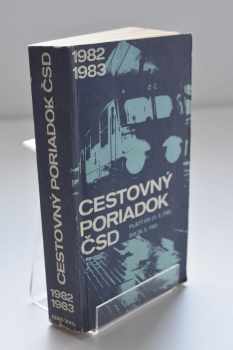 1982
1983
CESTOVNÝ
PORIADOK
ČSD
CESTOVNÝ PORIADOK ČSD
1982
1983